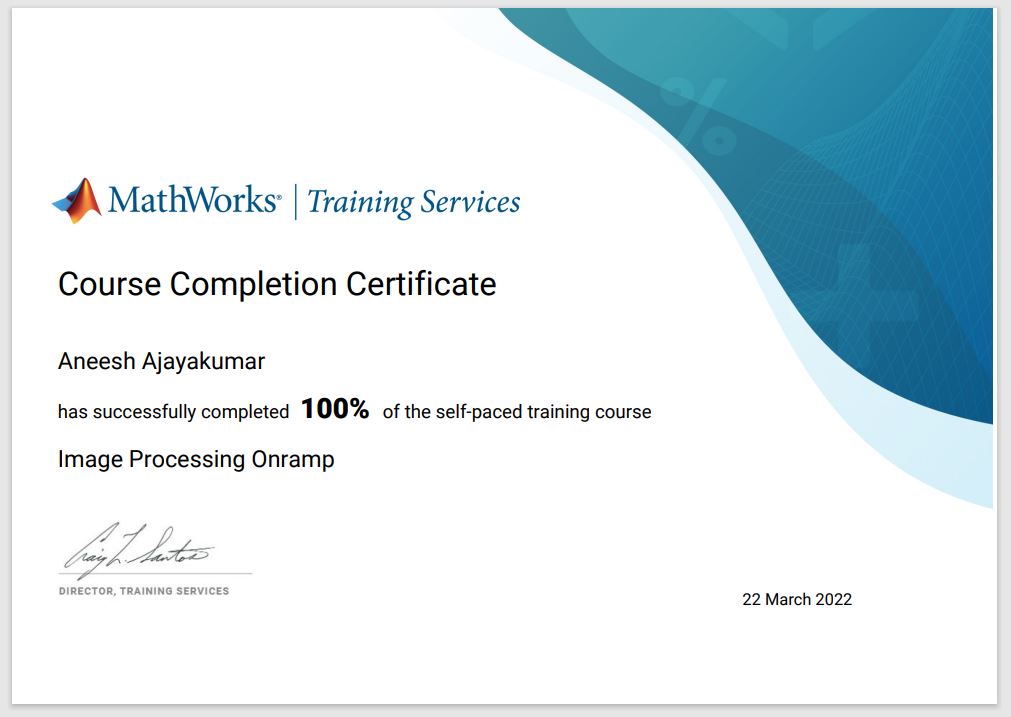 MathWorks® | Training Services
Course Completion Certificate
Aneesh Ajayakumar
has successfully completed 100% of the self-paced training course
Image Processing Onramp
Craig L. Santos
DIRECTOR, TRAINING SERVICES
22 March 2022